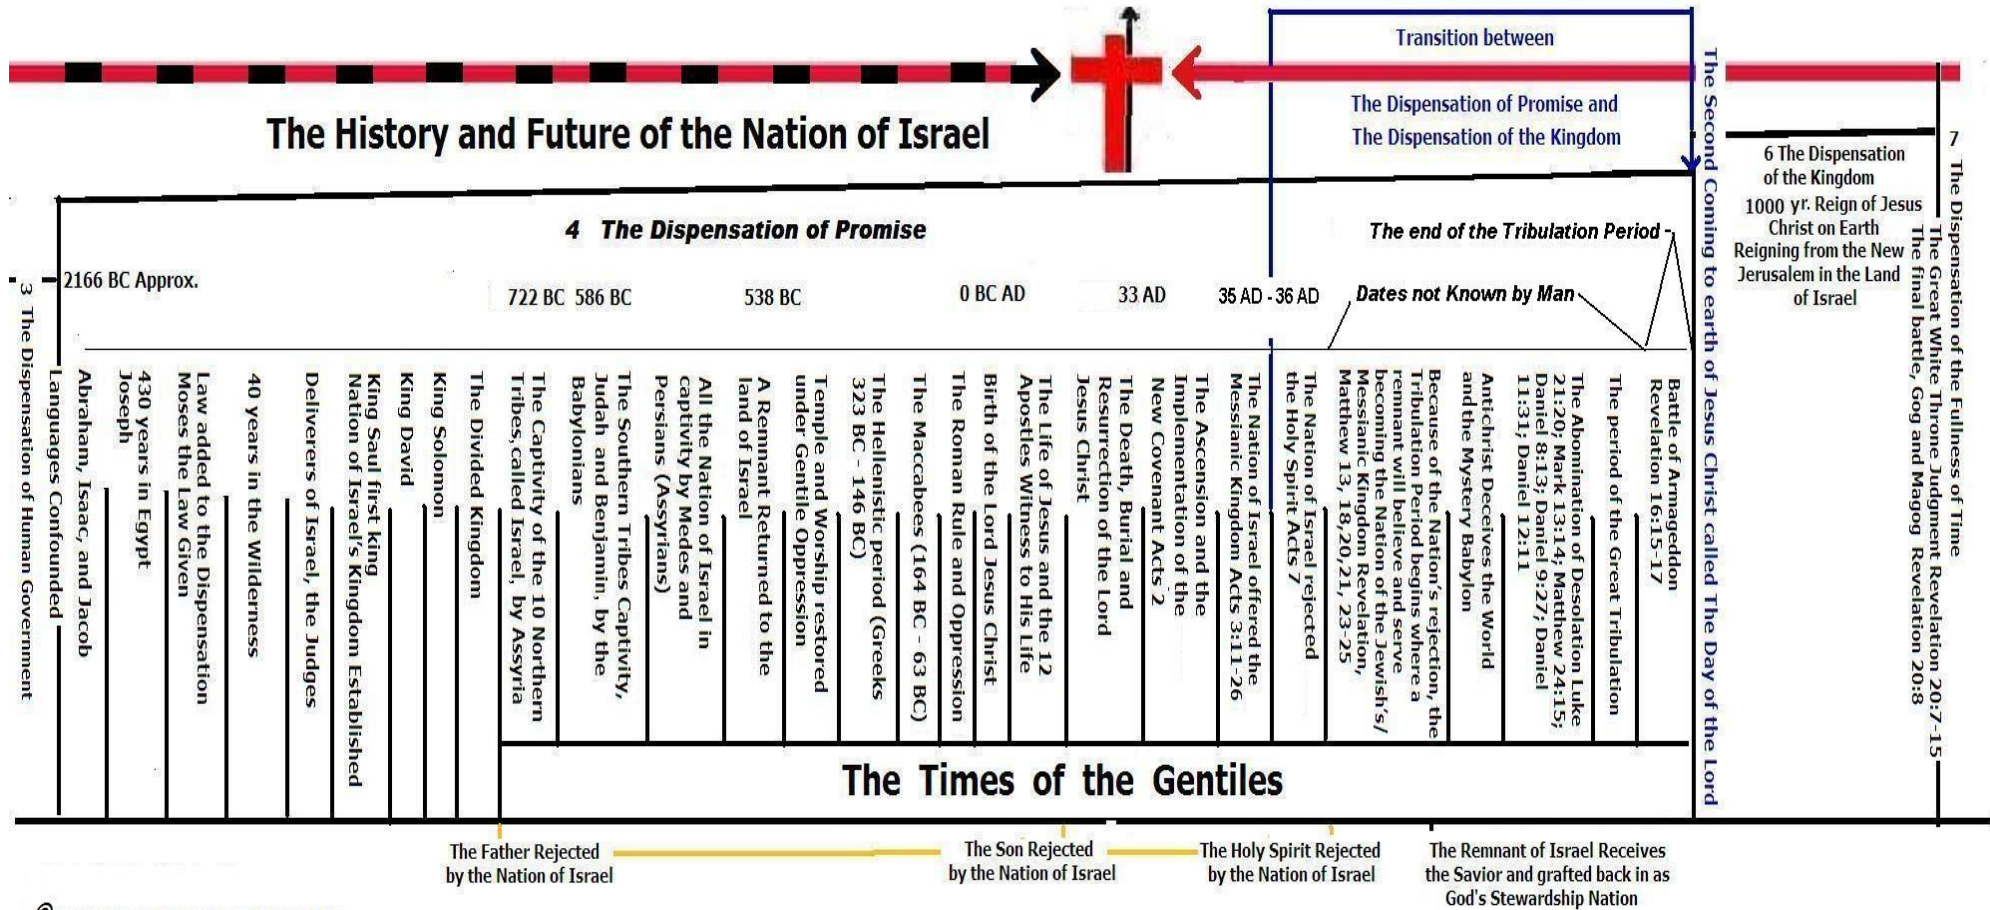 Transition between
The Dispensation of Promise and
The Dispensation of the Kingdom
The History and Future of the Nation of Israel
4 The Dispensation of Promise
The end of the Tribulation Period -
2166 BC Approx.
722 BC
586 BC
538 BC
0 BC AD
33 AD
35 AD - 36 AD
Dates not Known by Man
3 The Dispensation of Human Government
Languages Confounded
Abraham, Isaac, and Jacob
430 years in Egypt
Joseph
Law added to the Dispensation
Moses the Law Given
40 years in the Wilderness
Deliverers of Israel, the Judges
King Saul first king
Nation of Israel's Kingdom Established
King David
King Solomon
The Divided Kingdom
The Captivity of the 10 Northern
Tribes, called Israel, by Assyria
The Southern Tribes Captivity,
Judah and Benjamin, by the
Babylonians
All the Nation of Israel in
captivity by Medes and
Persians (Assyrians)
A Remnant Returned to the
land of Israel
Temple and Worship restored
under Gentile Oppression
The Hellenistic period (Greeks
323 BC - 146 BC)
The Maccabees (164 BC - 63 BC)
The Roman Rule and Oppression
Birth of the Lord Jesus Christ
The Life of Jesus and the 12
Apostles Witness to His Life
The Death, Burial and
Resurrection of the Lord
Jesus Christ
The Ascension and the
Implementation of the
New Covenant Acts 2
The Nation of Israel offered the
Messianic Kingdom Acts 3:11-26
The Nation of Israel rejected
the Holy Spirit Acts 7
Because of the Nation's rejection, the
Tribulation Period begins where a
remnant will believe and serve
becoming the Nation of the Jewish's/
Messianic Kingdom Revelation,
Matthew 13, 18,20,21, 23-25
Antichrist Deceives the World
and the Mystery Babylon
The Abomination of Desolation Luke
21:20; Mark 13:14; Matthew 24:15;
Daniel 8:13; Daniel 9:27; Daniel
11:31; Daniel 12:11
The period of the Great Tribulation
Battle of Armageddon
Revelation 16:15-17
The Second Coming to earth of Jesus Christ called The Day of the Lord
6 The Dispensation
of the Kingdom
1000 yr. Reign of Jesus
Christ on Earth
Reigning from the New
Jerusalem in the Land
of Israel
7 The Dispensation of the Fullness of Time
The Great White Throne Judgment Revelation 20:7-15
The final battle, Gog and Magog Revelation 20:8
The Times of the Gentiles
The Father Rejected
by the Nation of Israel
The Son Rejected
by the Nation of Israel
The Holy Spirit Rejected
by the Nation of Israel
The Remnant of Israel Receives
the Savior and grafted back in as
God's Stewardship Nation